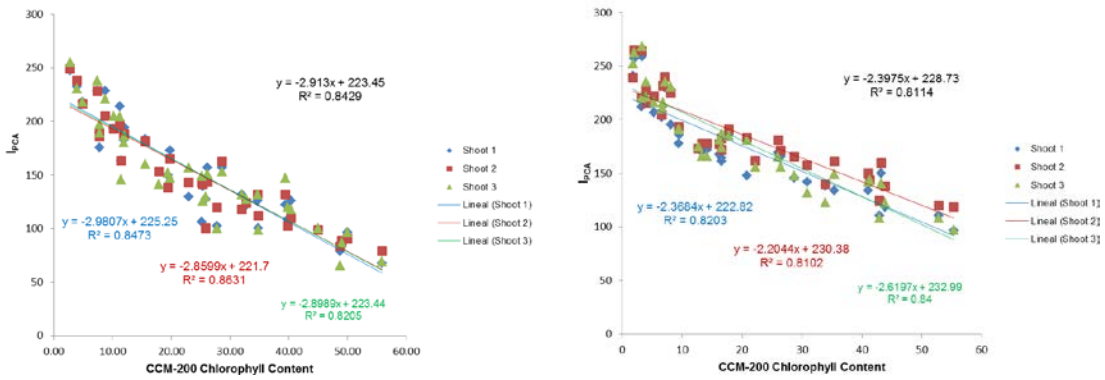 300
250
200
150
100
50
0
I PCA
0.00 10.00 20.00 30.00 40.00 50.00 60.00
CCM-200 Chlorophyll Content
y = -2.913x + 223.45
R² = 0.8429
y = -2.9807x + 225.25
R² = 0.8473
y = -2.8599x + 221.7
R² = 0.8631
y = -2.8989x + 223.44
R² = 0.8205
Shoot 1
Shoot 2
Shoot 3
Lineal (Shoot 1)
Lineal (Shoot 2)
Lineal (Shoot 3)
300
250
200
150
100
50
0
I PCA
0 10 20 30 40 50 60
CCM-200 Chlorophyll Content
y = -2.3975x + 228.73
R² = 0.8114
y = -2.3684x + 222.82
R² = 0.8203
y = -2.2044x + 230.38
R² = 0.8102
y = -2.6197x + 232.99
R² = 0.84
Shoot 1
Shoot 2
Shoot 3
Lineal (Shoot 1)
Lineal (Shoot 2)
Lineal (Shoot 3)